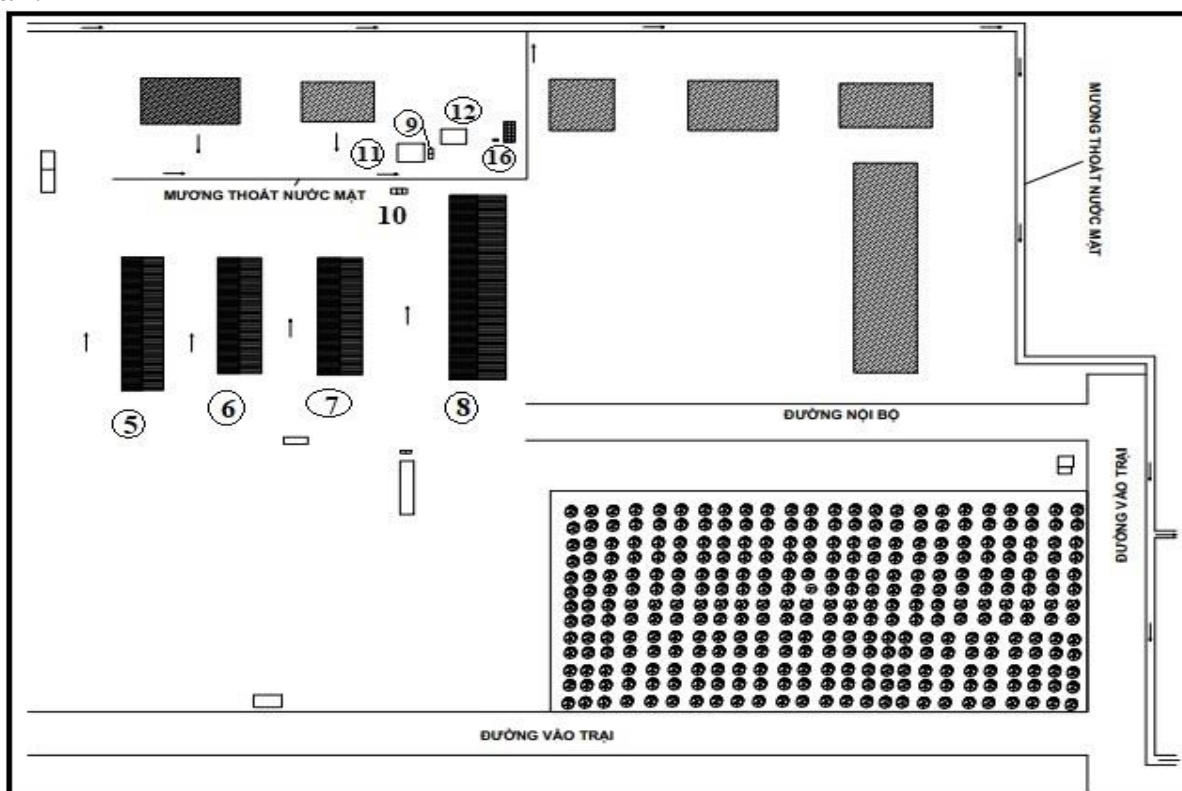 12
9
11
16
MƯƠNG THOÁT NƯỚC MẶT
10
MƯƠNG THOÁT NƯỚC MẶT
5
6
7
8
ĐƯỜNG NỘI BỘ
ĐƯỜNG VÀO TRẠI
ĐƯỜNG VÀO TRẠI